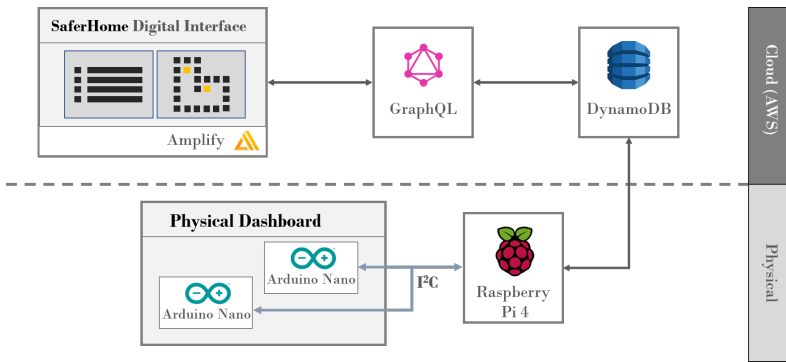 SaferHome Digital Interface
Amplify
GraphQL
DynamoDB
Cloud (AWS)
Physical Dashboard
Arduino Nano
Arduino Nano
I²C
Raspberry
Pi 4
Physical